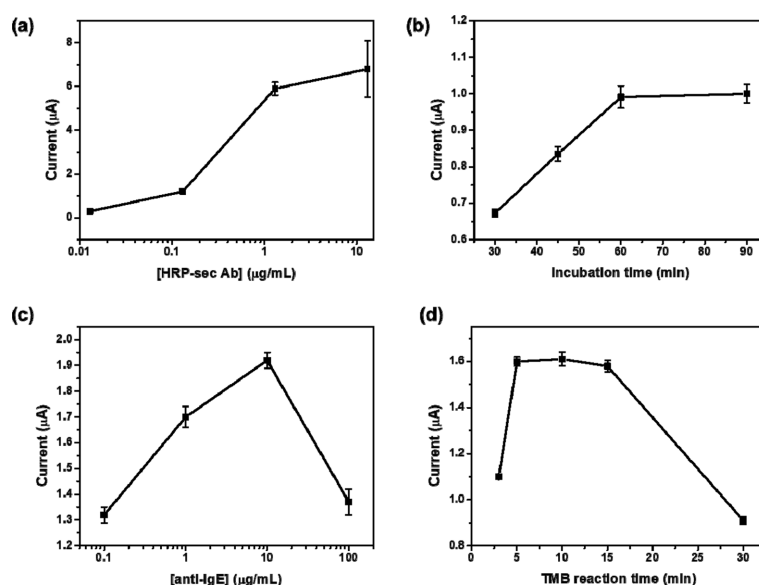 (a)
8
6
4
2
0
Current (μA)
0.01 0.1 1 10
[HRP-sec Ab] (μg/mL)
(b)
1.2
1.1
1.0
0.9
0.8
0.7
0.6
Current (μA)
30 40 50 60 70 80 90
Incubation time (min)
(c)
2.0
1.9
1.8
1.7
1.6
1.5
1.4
1.3
1.2
Current (μA)
0.1 1 10 100
[anti-IgE] (μg/mL)
(d)
1.8
1.6
1.4
1.2
1.0
0.8
Current (μA)
0 5 10 15 20 25 30
TMB reaction time (min)